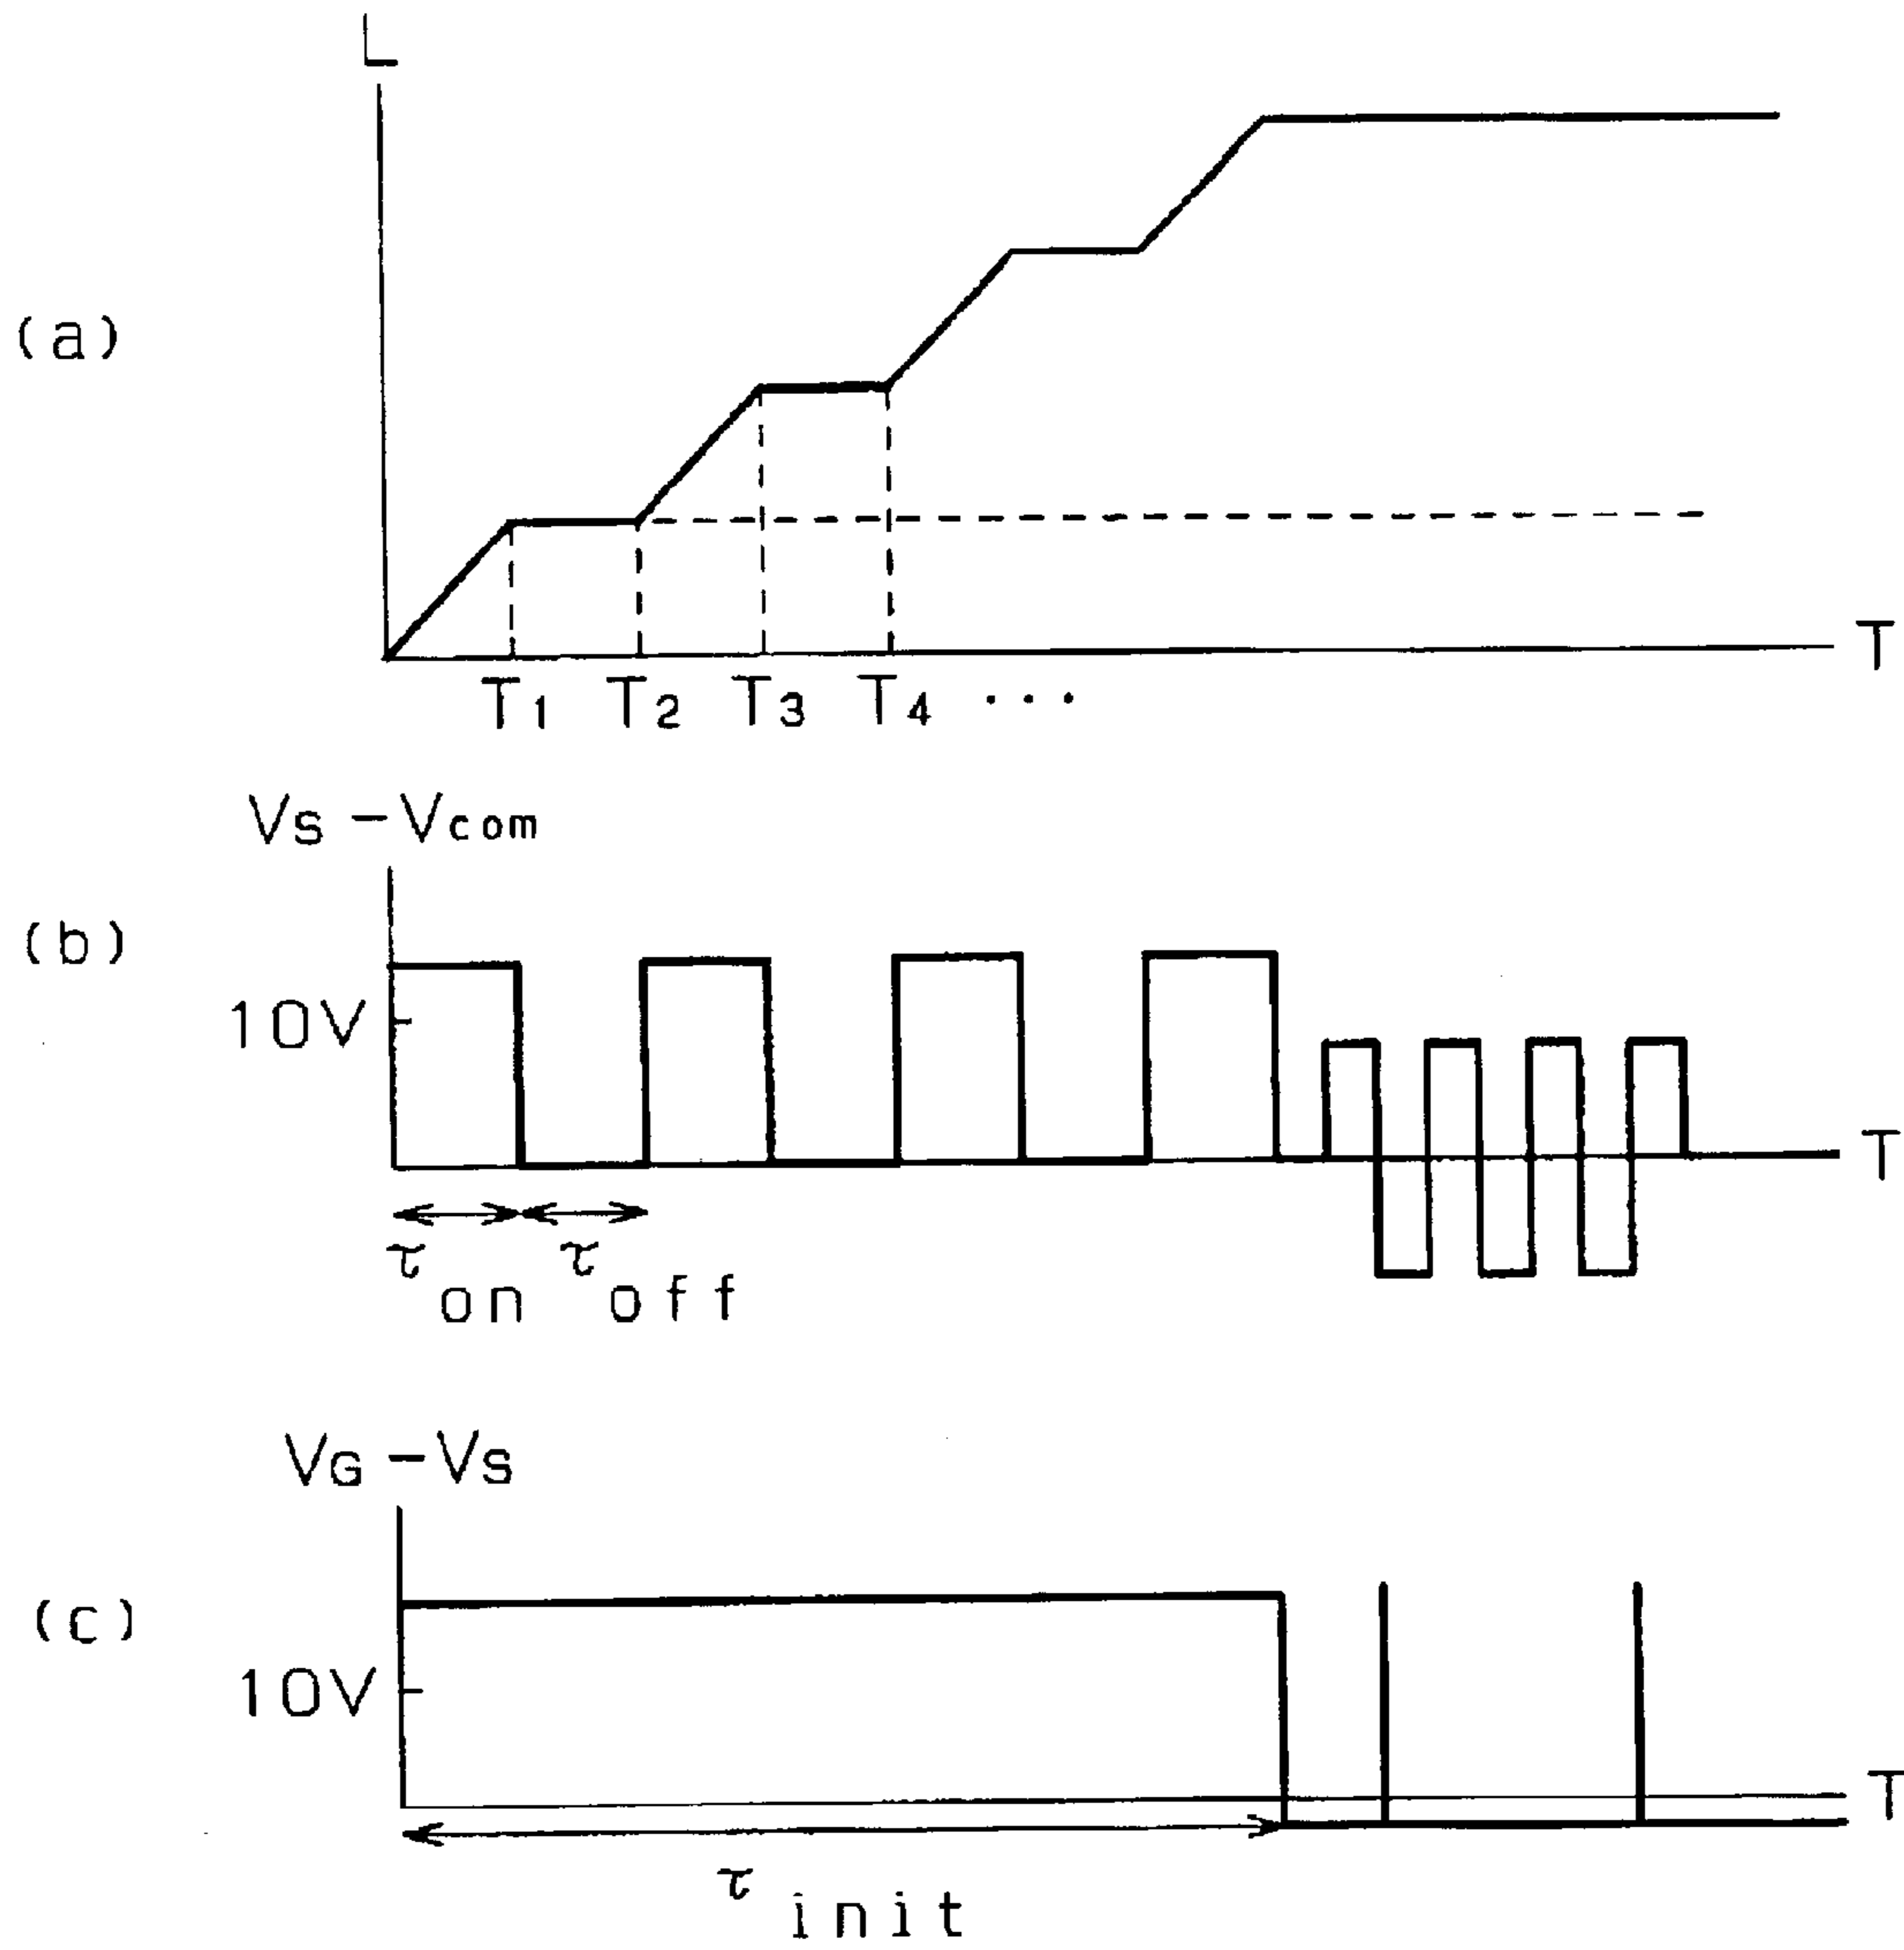 L
(a)
T
T1 T2 T3 T4 ...
Vs-Vcom
(b)
10V
T
τon τoff
VG-Vs
(c)
10V
T
τinit